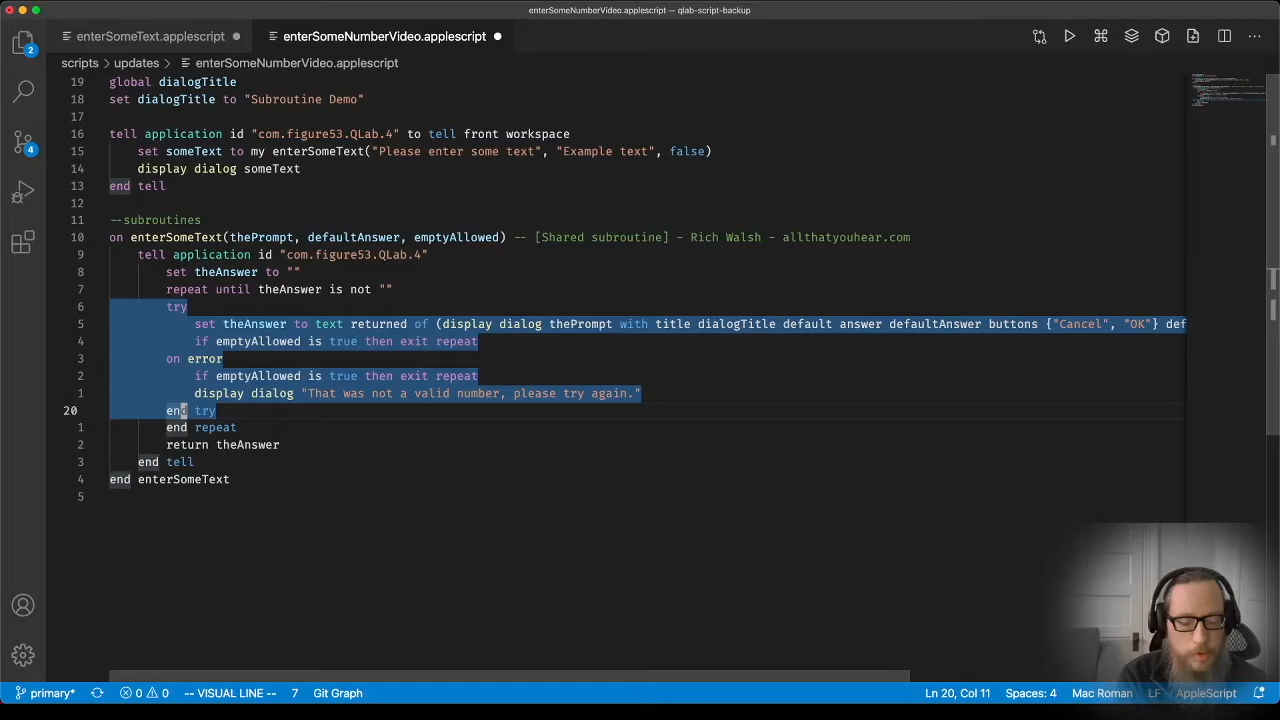 enterSomeNumberVideo.applescript — qlab-script-backup
enterSomeText.applescript
enterSomeNumberVideo.applescript
scripts > updates > enterSomeNumberVideo.applescript
19 global dialogTitle
18 set dialogTitle to "Subroutine Demo"
17
16 tell application id "com.figure53.QLab.4" to tell front workspace
15 set someText to my enterSomeText("Please enter some text", "Example text", false)
14 display dialog someText
13 end tell
12
11 --subroutines
10 on enterSomeText(thePrompt, defaultAnswer, emptyAllowed) -- [Shared subroutine] - Rich Walsh - allthatyouhear.com
9 tell application id "com.figure53.QLab.4"
8 set theAnswer to ""
7 repeat until theAnswer is not ""
6 try
5 set theAnswer to text returned of (display dialog thePrompt with title dialogTitle default answer defaultAnswer buttons {"Cancel", "OK"} def
4 if emptyAllowed is true then exit repeat
3 on error
2 if emptyAllowed is true then exit repeat
1 display dialog "That was not a valid number, please try again."
20 end try
1 end repeat
2 return theAnswer
3 end tell
4 end enterSomeText
5
2
4
primary* 0 0 -- VISUAL LINE -- 7 Git Graph Ln 20, Col 11 Spaces: 4 Mac Roman LF AppleScript